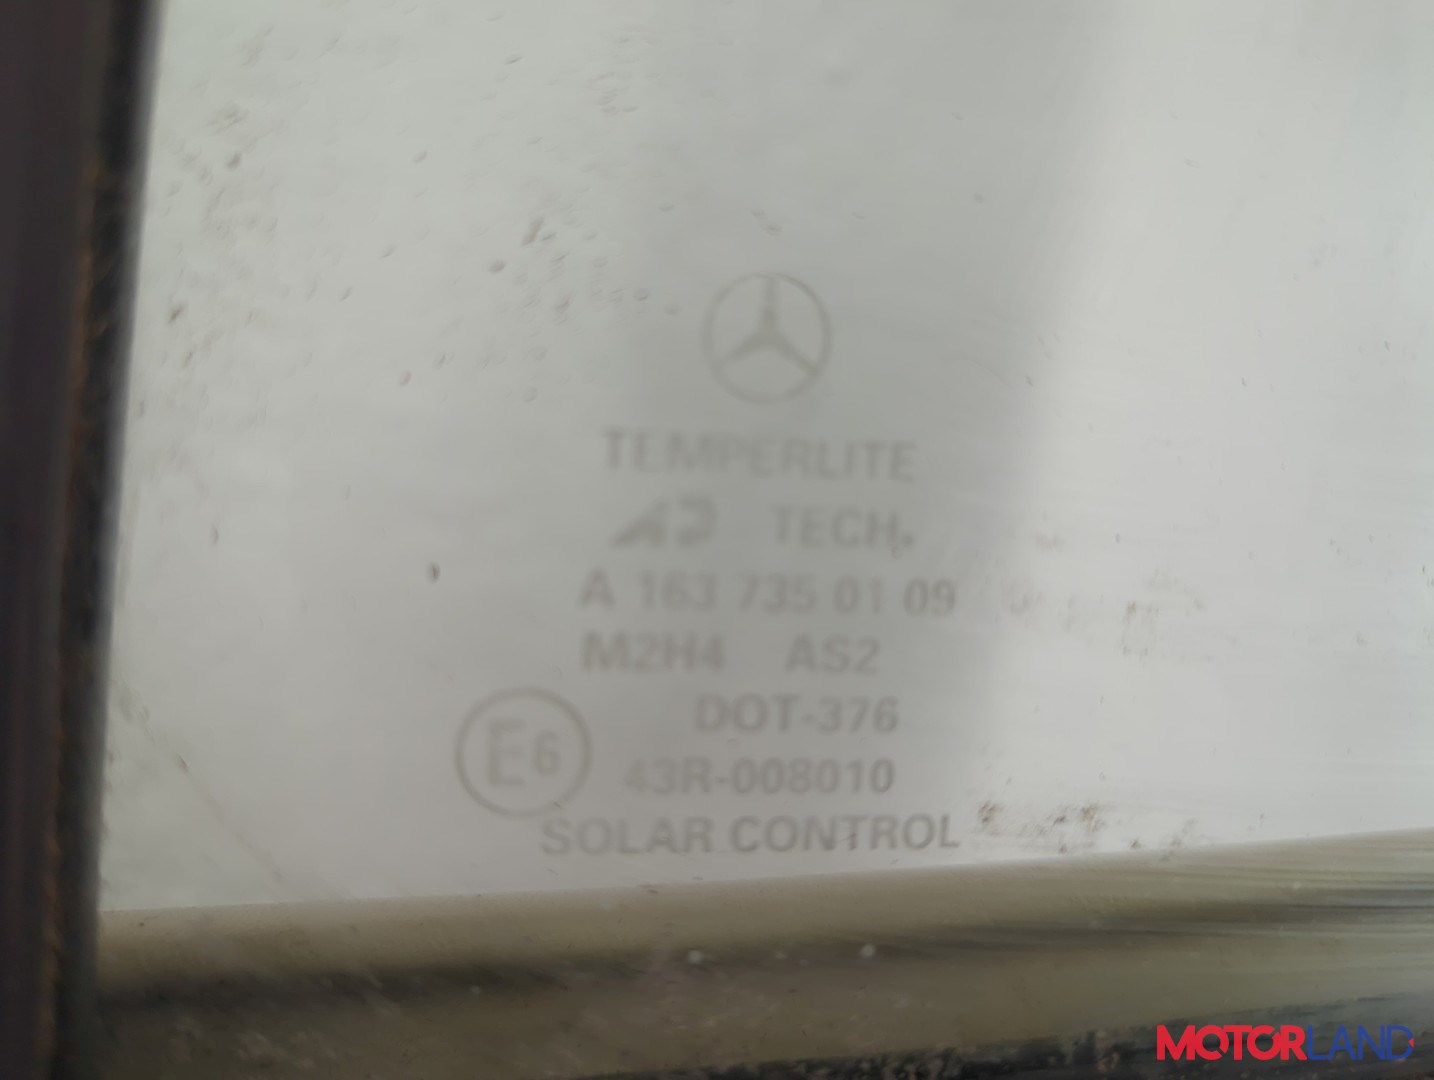 TEMPERLITE
AP TECH.
A 163 735 01 09
M2H4 AS2
DOT-376
E6
43R-008010
SOLAR CONTROL
MOTORLAND